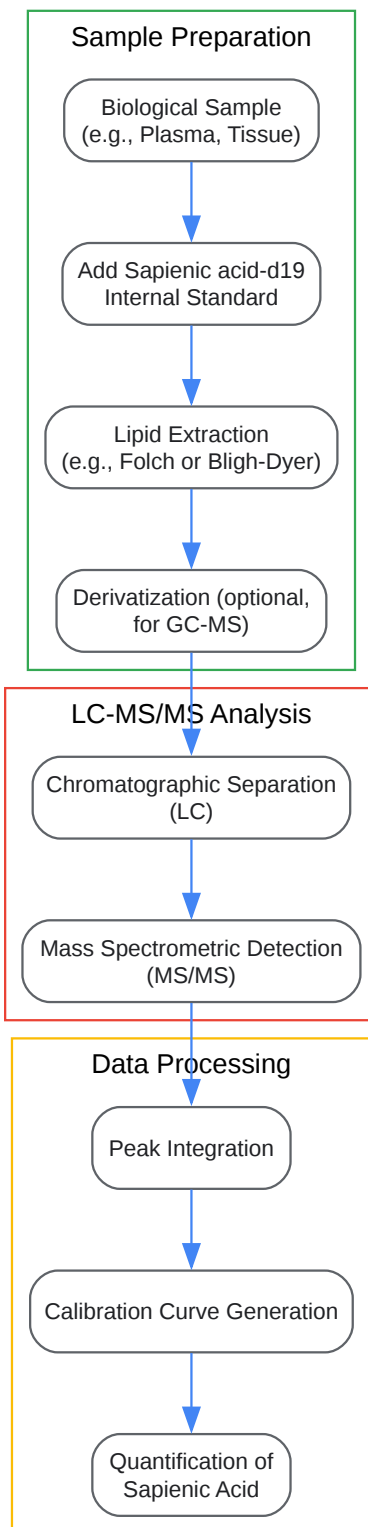 Sample Preparation
Biological Sample
(e.g., Plasma, Tissue)
Add Sapienic acid-d19
Internal Standard
Lipid Extraction
(e.g., Folch or Bligh-Dyer)
Derivatization (optional,
for GC-MS)
LC-MS/MS Analysis
Chromatographic Separation
(LC)
Mass Spectrometric Detection
(MS/MS)
Data Processing
Peak Integration
Calibration Curve Generation
Quantification of
Sapienic Acid